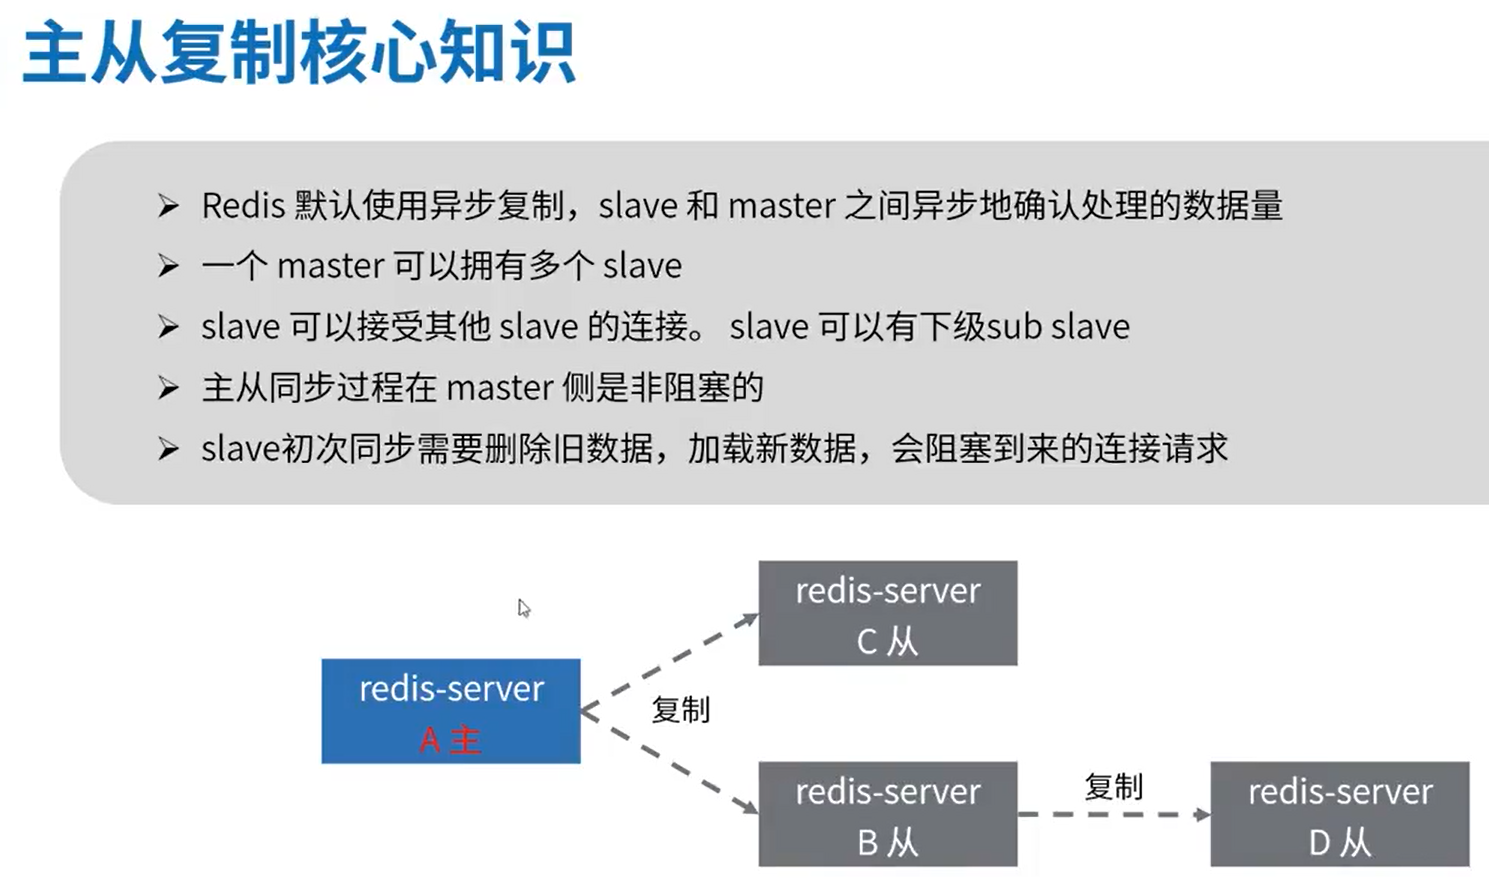 主从复制核心知识
➢ Redis 默认使用异步复制，slave 和 master 之间异步地确认处理的数据量
➢ 一个 master 可以拥有多个 slave
➢ slave 可以接受其他 slave 的连接。 slave 可以有下级sub slave
➢ 主从同步过程在 master 侧是非阻塞的
➢ slave初次同步需要删除旧数据，加载新数据，会阻塞到来的连接请求
redis-server
C 从
redis-server
A 主
复制
redis-server
B 从
复制
redis-server
D 从